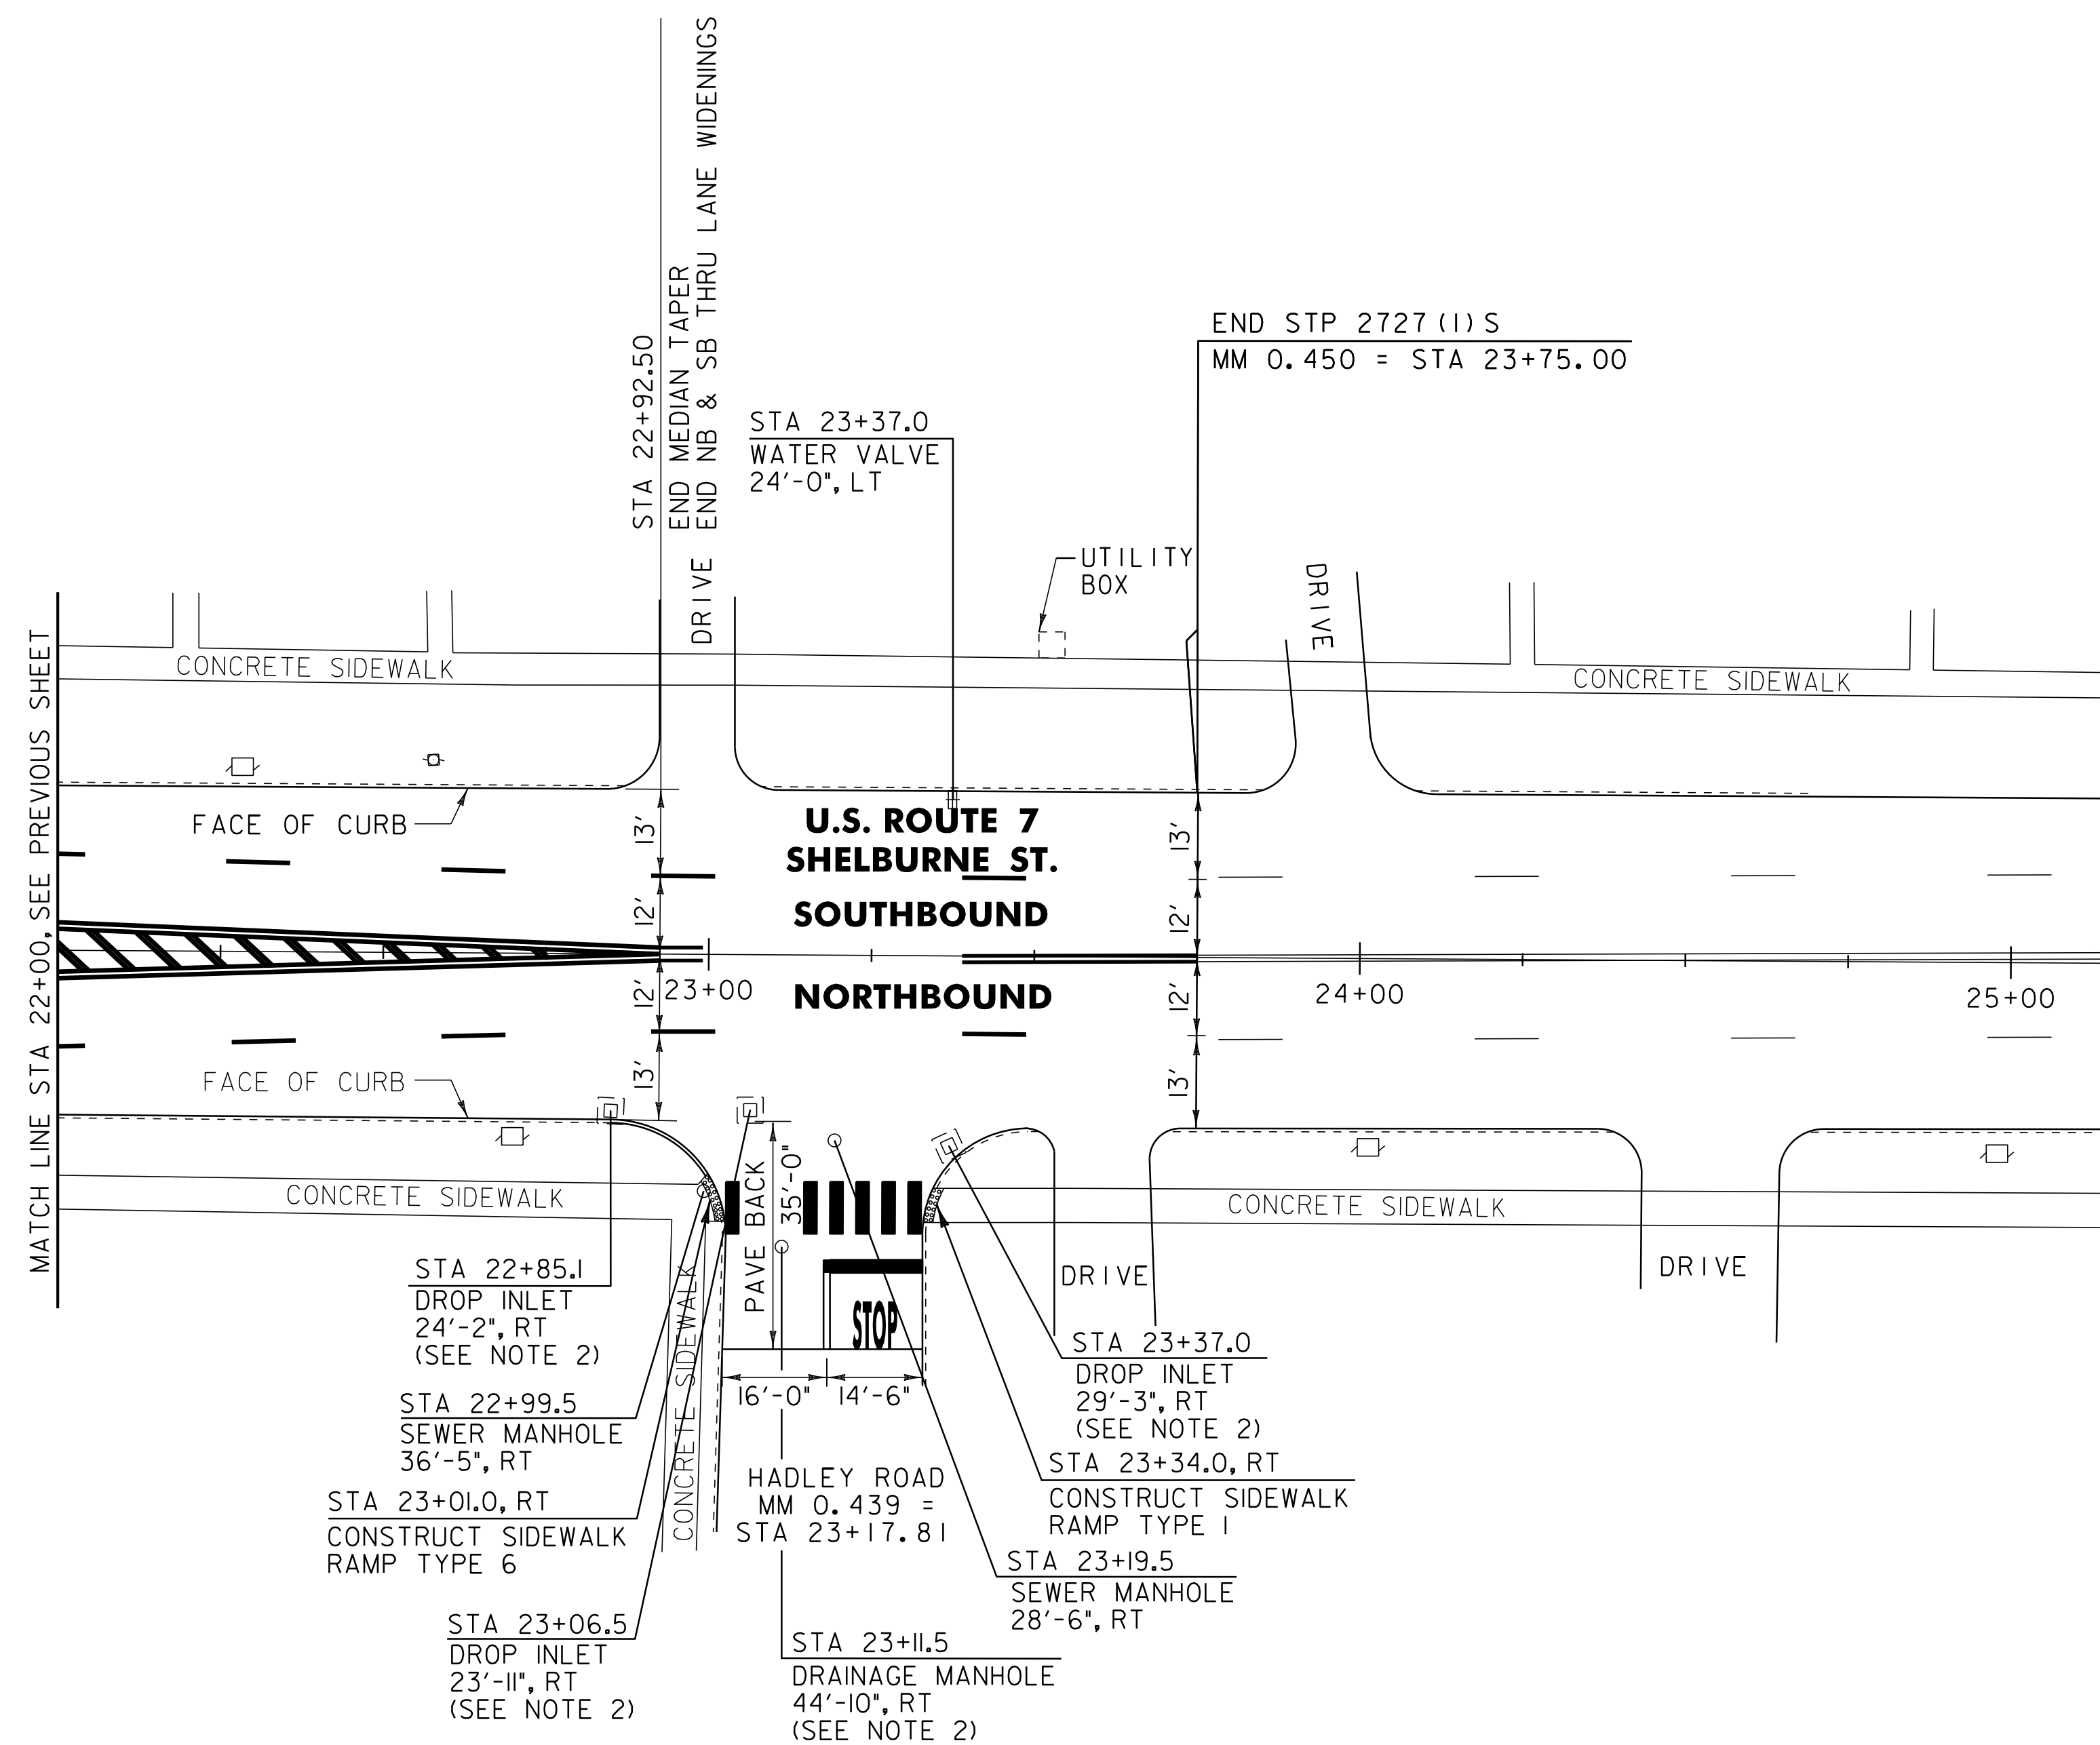 MATCH LINE STA 22+00, SEE PREVIOUS SHEET
STA 22+92.50
END MEDIAN TAPER
END NB & SB THRU LANE WIDENINGS
DRIVE
END STP 2727(1)S
MM 0.450 = STA 23+75.00
STA 23+37.0
WATER VALVE
24'-0", LT
UTILITY
BOX
DRIVE
CONCRETE SIDEWALK
CONCRETE SIDEWALK
FACE OF CURB
13'
12'
U.S. ROUTE 7
SHELBURNE ST.
SOUTHBOUND
13'
12'
NORTHBOUND
12'
13'
23+00
12'
13'
24+00
25+00
FACE OF CURB
CONCRETE SIDEWALK
CONCRETE SIDEWALK
PAVE BACK
35'-0"
STOP
CONCRETE SIDEWALK
DRIVE
DRIVE
16'-0"
14'-6"
STA 22+85.1
DROP INLET
24'-2", RT
(SEE NOTE 2)
STA 22+99.5
SEWER MANHOLE
36'-5", RT
STA 23+01.0, RT
CONSTRUCT SIDEWALK
RAMP TYPE 6
STA 23+06.5
DROP INLET
23'-11", RT
(SEE NOTE 2)
HADLEY ROAD
MM 0.439 =
STA 23+17.81
STA 23+11.5
DRAINAGE MANHOLE
44'-10", RT
(SEE NOTE 2)
STA 23+37.0
DROP INLET
29'-3", RT
(SEE NOTE 2)
STA 23+34.0, RT
CONSTRUCT SIDEWALK
RAMP TYPE 1
STA 23+19.5
SEWER MANHOLE
28'-6", RT